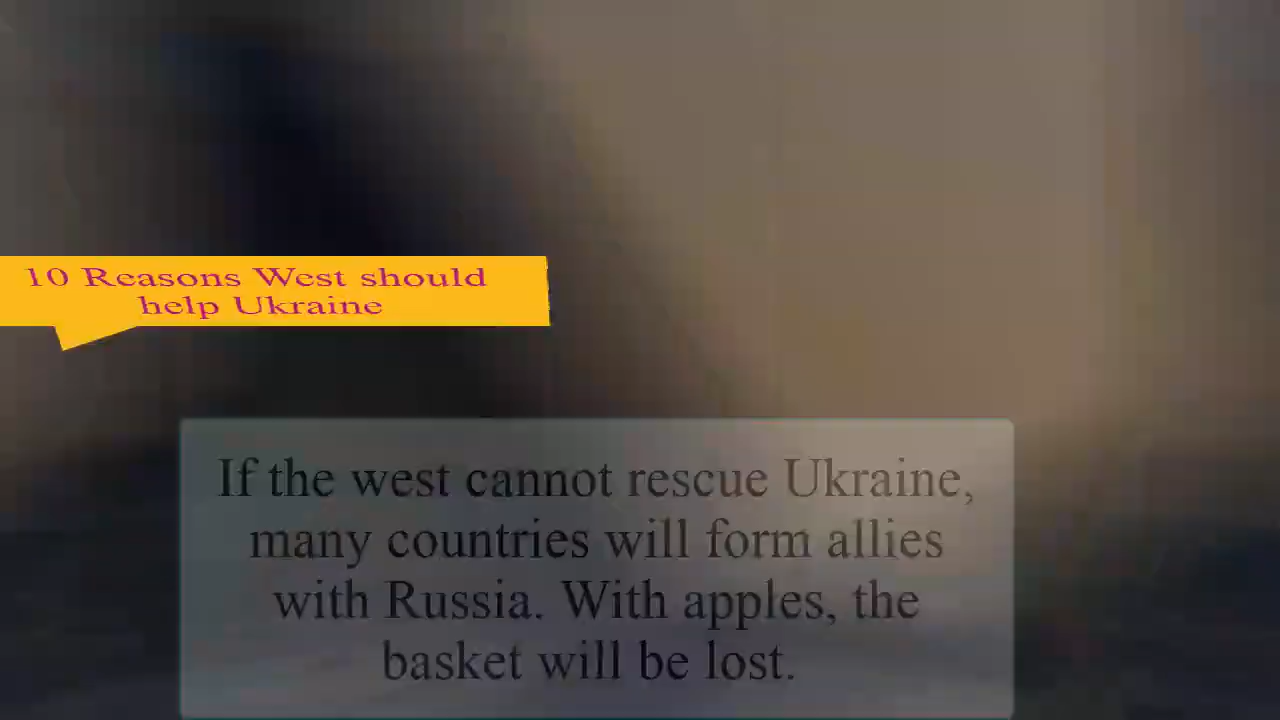 10 Reasons West should
help Ukraine
If the west cannot rescue Ukraine,
many countries will form allies
with Russia. With apples, the
basket will be lost.